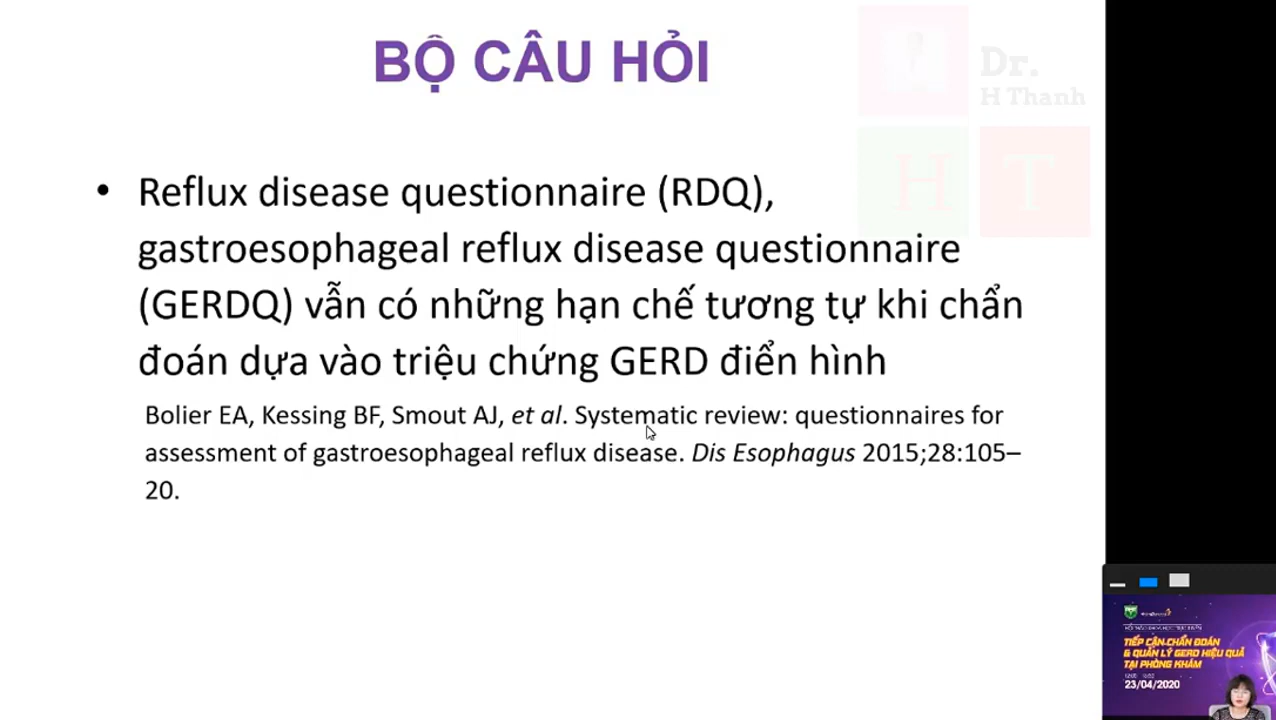 BỘ CÂU HỎI
Dr.
H Thanh
H T
• Reflux disease questionnaire (RDQ),
gastroesophageal reflux disease questionnaire
(GERDQ) vẫn có những hạn chế tương tự khi chẩn
đoán dựa vào triệu chứng GERD điển hình
Bolier EA, Kessing BF, Smout AJ, et al. Systematic review: questionnaires for
assessment of gastroesophageal reflux disease. Dis Esophagus 2015;28:105–
20.
TIẾP CẬN CHẨN ĐOÁN
& QUẢN LÝ GERD HIỆU QUẢ
TẠI PHÒNG KHÁM
23/04/2020